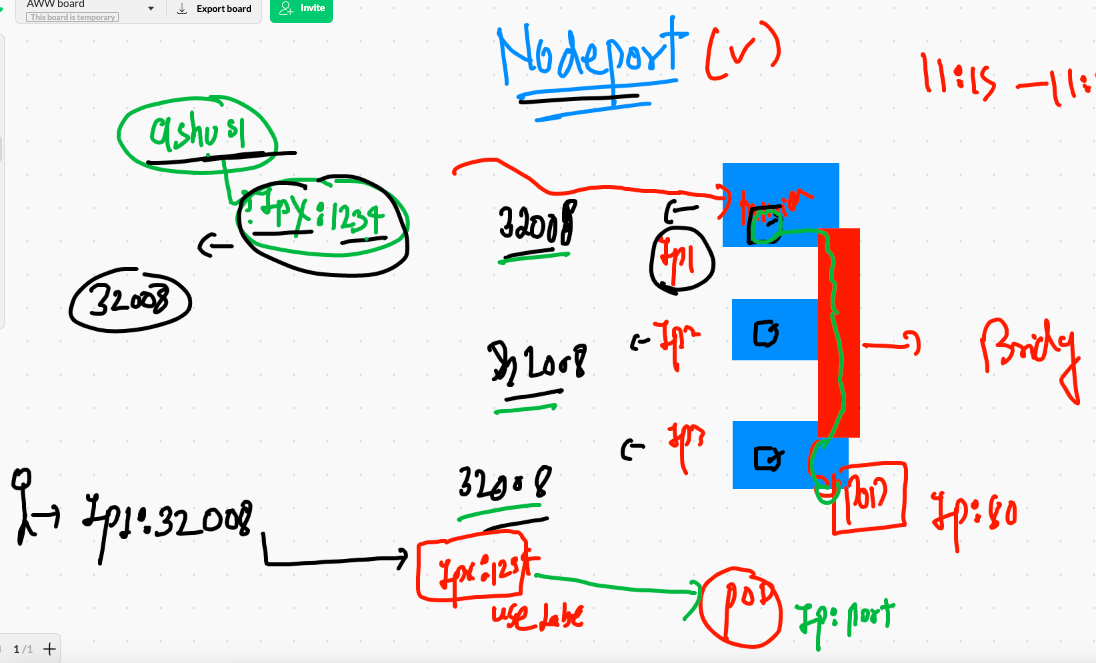 AWW board
This board is temporary
Export board
Invite
Nodeport (v)
11:15 - 11:
ashu s1
IpX:1234
32008
32008
Ip1
32008
Ip2
Bridg
Ip3
32008
Ip1:32008
POD
Ip:80
Ipx:1234
use Labe
POD
Ip:port
1/1